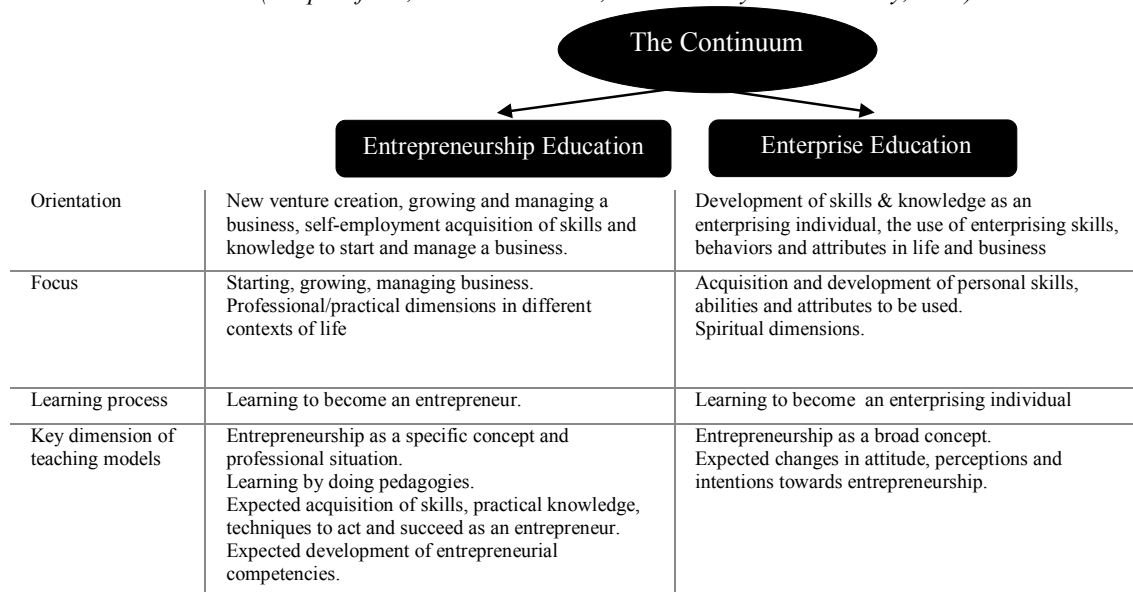 The Continuum
Entrepreneurship Education
Enterprise Education
Orientation
New venture creation, growing and managing a
business, self-employment acquisition of skills and
knowledge to start and manage a business.
Development of skills & knowledge as an
enterprising individual, the use of enterprising skills,
behaviors and attributes in life and business
Focus
Starting, growing, managing business.
Professional/practical dimensions in different
contexts of life
Acquisition and development of personal skills,
abilities and attributes to be used.
Spiritual dimensions.
Learning process
Learning to become an entrepreneur.
Learning to become an enterprising individual
Key dimension of
teaching models
Entrepreneurship as a specific concept and
professional situation.
Learning by doing pedagogies.
Expected acquisition of skills, practical knowledge,
techniques to act and succeed as an entrepreneur.
Expected development of entrepreneurial
competencies.
Entrepreneurship as a broad concept.
Expected changes in attitude, perceptions and
intentions towards entrepreneurship.